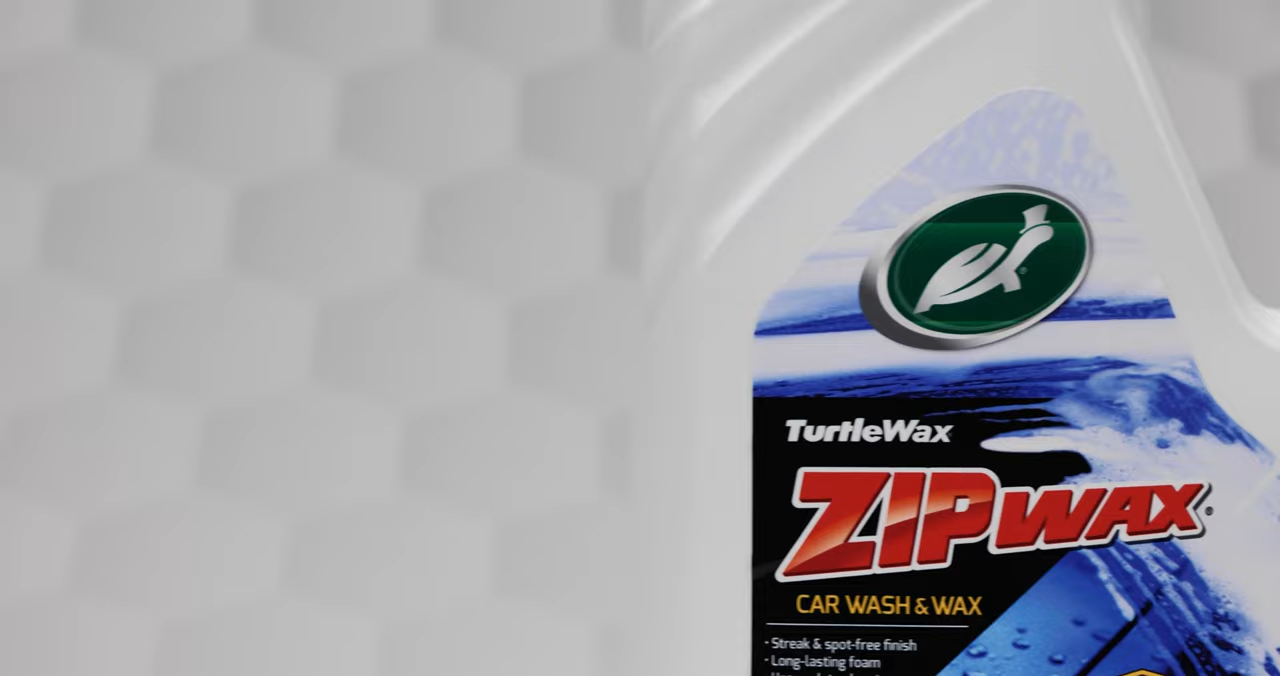 TurtleWax
ZIPWAX®
CAR WASH & WAX
· Streak & spot-free finish
· Long-lasting foam